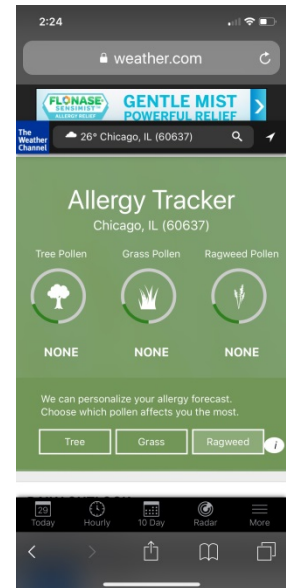 2:24
weather.com
FLONASE
SENSIMIST
ALLERGY RELIEF
GENTLE MIST
POWERFUL RELIEF
The
Weather
Channel
26° Chicago, IL (60637)
Allergy Tracker
Chicago, IL (60637)
Tree Pollen Grass Pollen Ragweed Pollen
NONE NONE NONE
We can personalize your allergy forecast.
Choose which pollen affects you the most.
Tree Grass Ragweed i
29
Today Hourly 10 Day Radar More